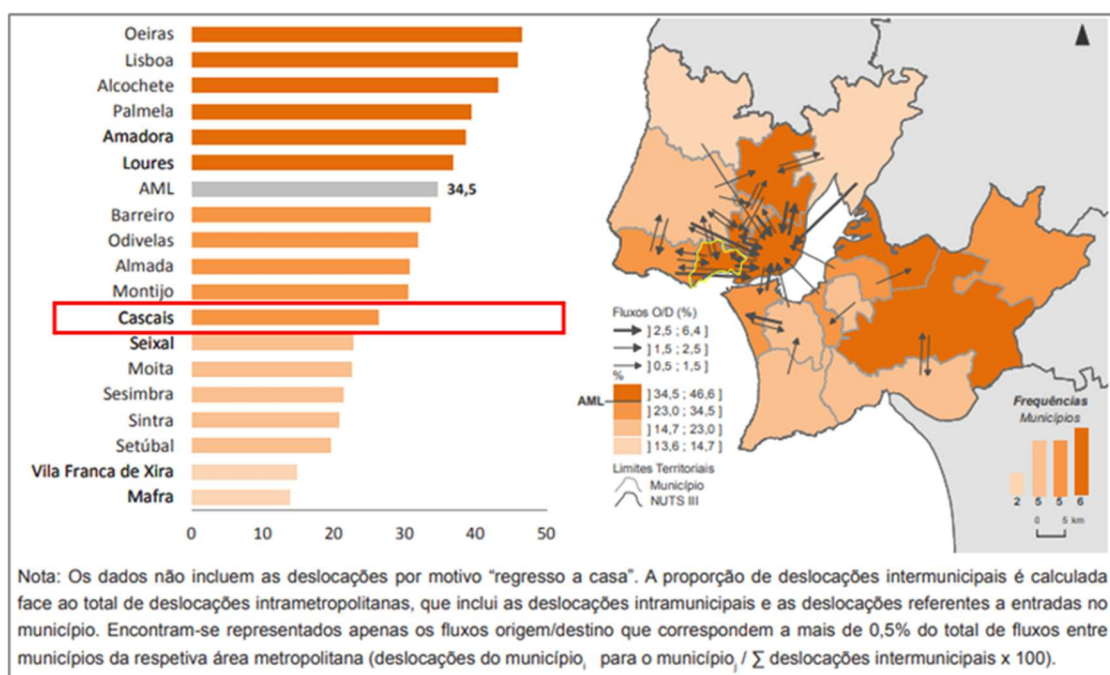 Oeiras
Lisboa
Alcochete
Palmela
Amadora
Loures
AML 34,5
Barreiro
Odivelas
Almada
Montijo
Cascais
Seixal
Moita
Sesimbra
Sintra
Setúbal
Vila Franca de Xira
Mafra
0 10 20 30 40 50
Fluxos O/D (%)
] 2,5 ; 6,4 ]
] 1,5 ; 2,5 ]
] 0,5 ; 1,5 ]
%
] 34,5 ; 46,6 ]
AML
] 23,0 ; 34,5 ]
] 14,7 ; 23,0 ]
[ 13,6 ; 14,7 ]
Limites Territoriais
Município
NUTS III
Frequências
Municípios
2 5 5 6
0 5 km
Nota: Os dados não incluem as deslocações por motivo “regresso a casa”. A proporção de deslocações intermunicipais é calculada
face ao total de deslocações intrametropolitanas, que inclui as deslocações intramunicipais e as deslocações referentes a entradas no
município. Encontram-se representados apenas os fluxos origem/destino que correspondem a mais de 0,5% do total de fluxos entre
municípios da respetiva área metropolitana (deslocações do município i para o município j / ∑ deslocações intermunicipais x 100).